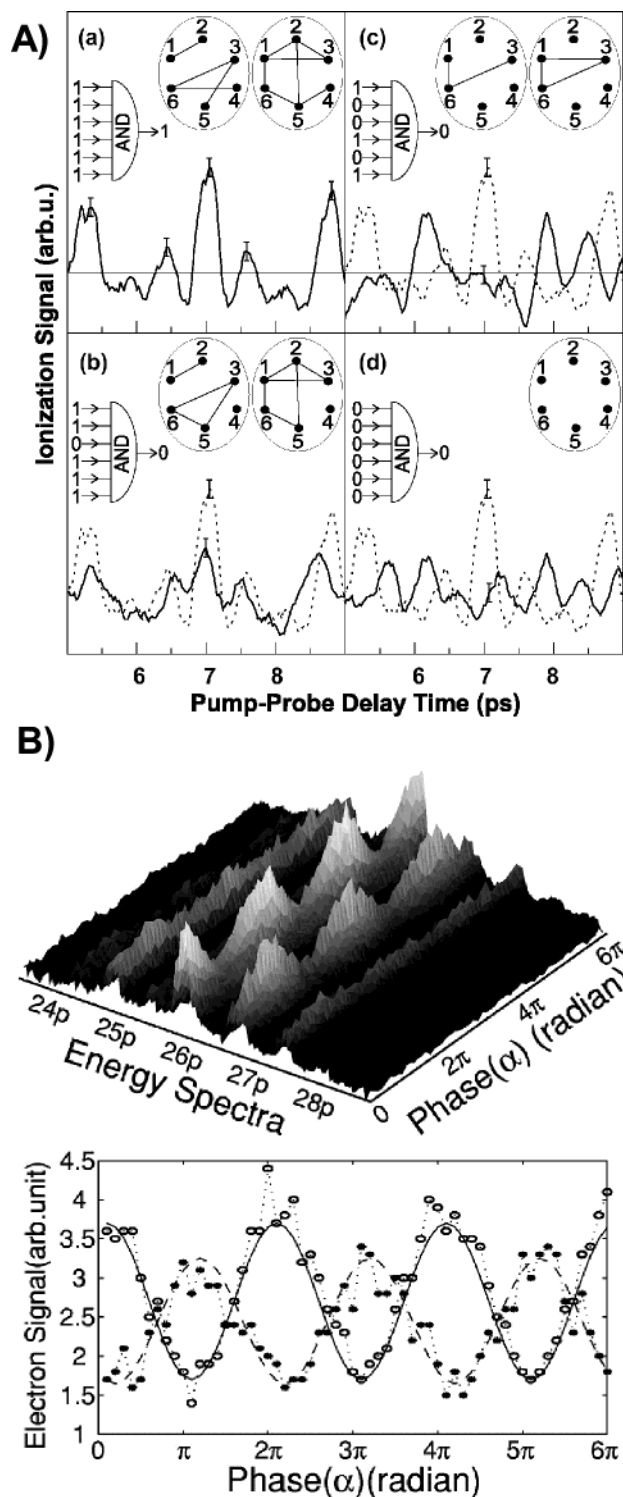 A)
(a)
1 2 3 4 5 6
1 2 3 4 5 6
1
1
1
1
1
1
AND
1
(c)
1 2 3 4 5 6
1 2 3 4 5 6
1
0
1
0
0
1
AND
0
(b)
1 2 3 4 5 6
1 2 3 4 5 6
1
1
0
1
1
1
AND
0
(d)
1 2 3 4 5 6
0
0
0
0
0
0
AND
0
Ionization Signal (arb.u.)
6 7 8 6 7 8
Pump-Probe Delay Time (ps)
B)
24p 25p 26p 27p 28p
Energy Spectra
0 2π 4π 6π
Phase(α) (radian)
4.5
4
3.5
3
2.5
2
1.5
1
Electron Signal(arb.unit)
0 π 2π 3π 4π 5π 6π
Phase(α)(radian)